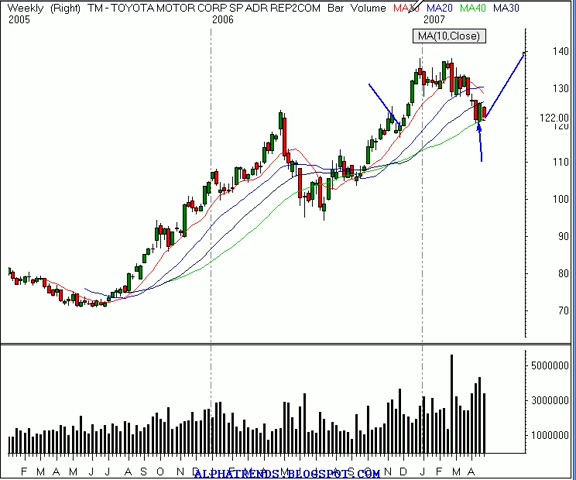 Weekly (Right) TM - TOYOTA MOTOR CORP SP ADR REP2COM Bar Volume MA10 MA20 MA40 MA30
2005 2006 2007
MA(10,Close)
140
130
122.00
120
110
100
90
80
70
5000000
3000000
1000000
F M A M J J A S O N D F M A M J J A S O N D J F M A
ALPHATRENDS.BLOGSPOT.COM